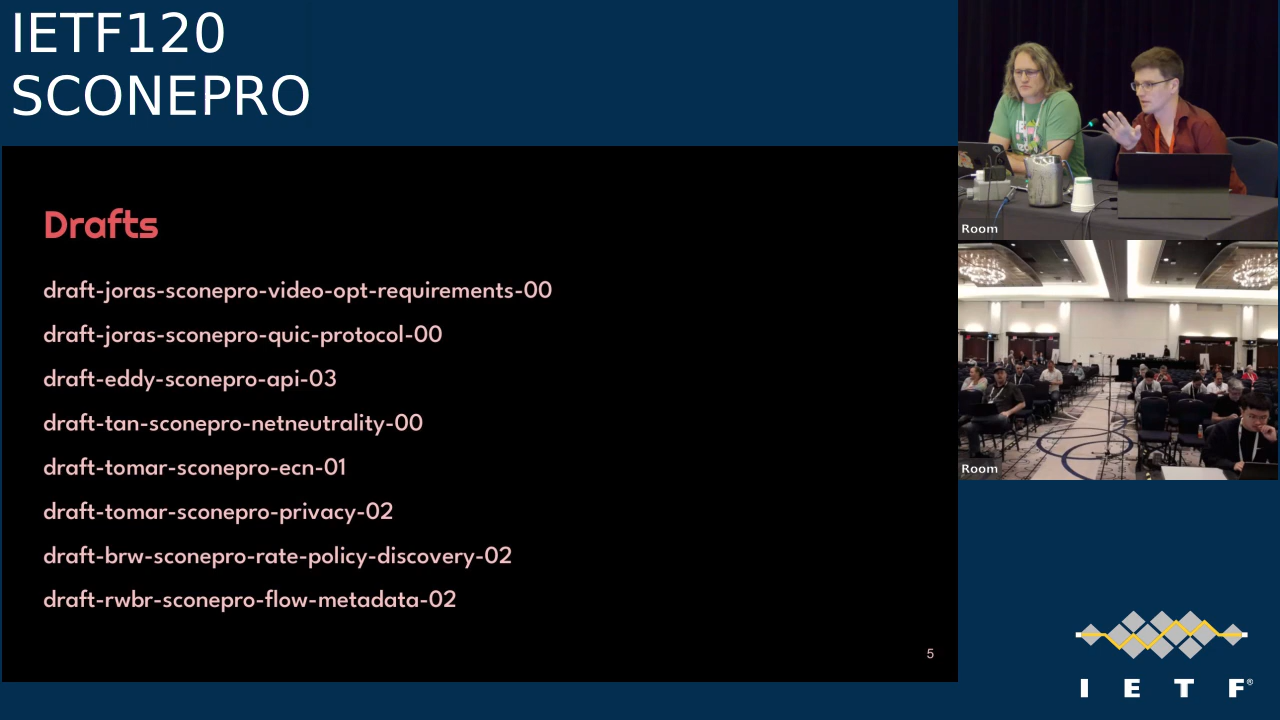 IETF120
SCONEPRO
Drafts
draft-joras-sconepro-video-opt-requirements-00
draft-joras-sconepro-quic-protocol-00
draft-eddy-sconepro-api-03
draft-tan-sconepro-netneutrality-00
draft-tomar-sconepro-ecn-01
draft-tomar-sconepro-privacy-02
draft-brw-sconepro-rate-policy-discovery-02
draft-rwbr-sconepro-flow-metadata-02
5
Room
Room
I E T F®